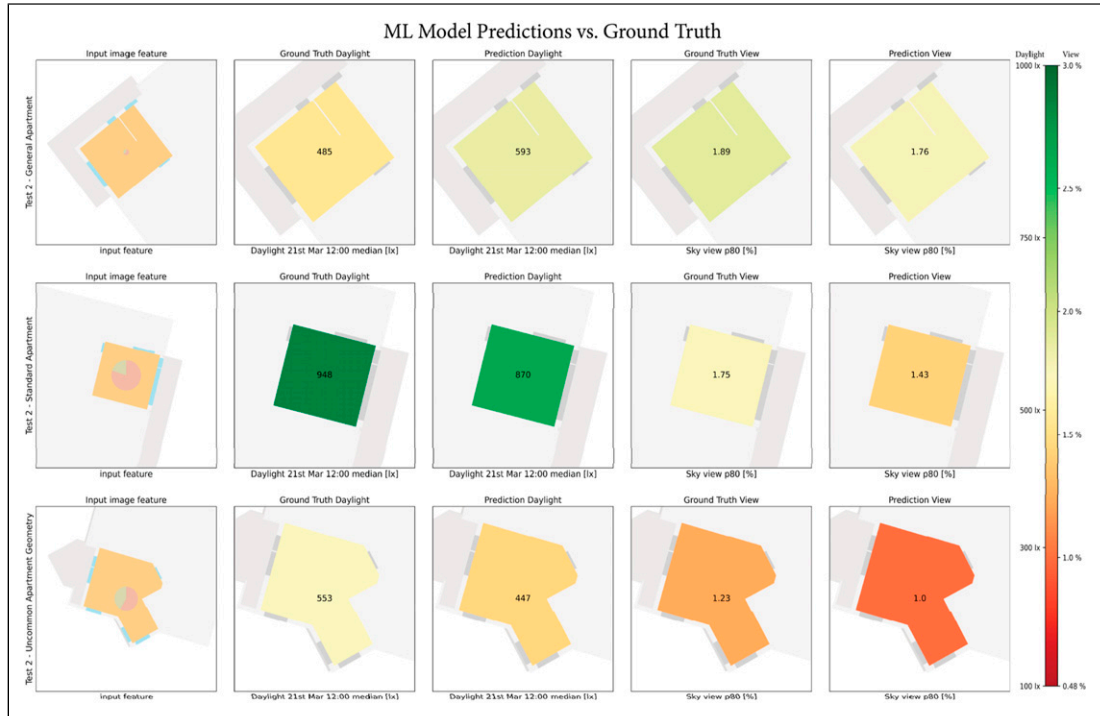 ML Model Predictions vs. Ground Truth
Input image feature
Ground Truth Daylight
Prediction Daylight
Ground Truth View
Prediction View
Daylight
View
Test 2 - General Apartment
485
593
1.89
1.76
input feature
Daylight 21st Mar 12:00 median [lx]
Daylight 21st Mar 12:00 median [lx]
Sky view p80 [%]
Sky view p80 [%]
Input image feature
Ground Truth Daylight
Prediction Daylight
Ground Truth View
Prediction View
Test 2 - Standard Apartment
948
870
1.75
1.43
input feature
Daylight 21st Mar 12:00 median [lx]
Daylight 21st Mar 12:00 median [lx]
Sky view p80 [%]
Sky view p80 [%]
Input image feature
Ground Truth Daylight
Prediction Daylight
Ground Truth View
Prediction View
Test 2 - Uncommon Apartment Geometry
553
447
1.23
1.0
input feature
Daylight 21st Mar 12:00 median [lx]
Daylight 21st Mar 12:00 median [lx]
Sky view p80 [%]
Sky view p80 [%]
1000 lx
3.0 %
2.5 %
750 lx
2.0 %
500 lx
1.5 %
300 lx
1.0 %
100 lx
0.48 %